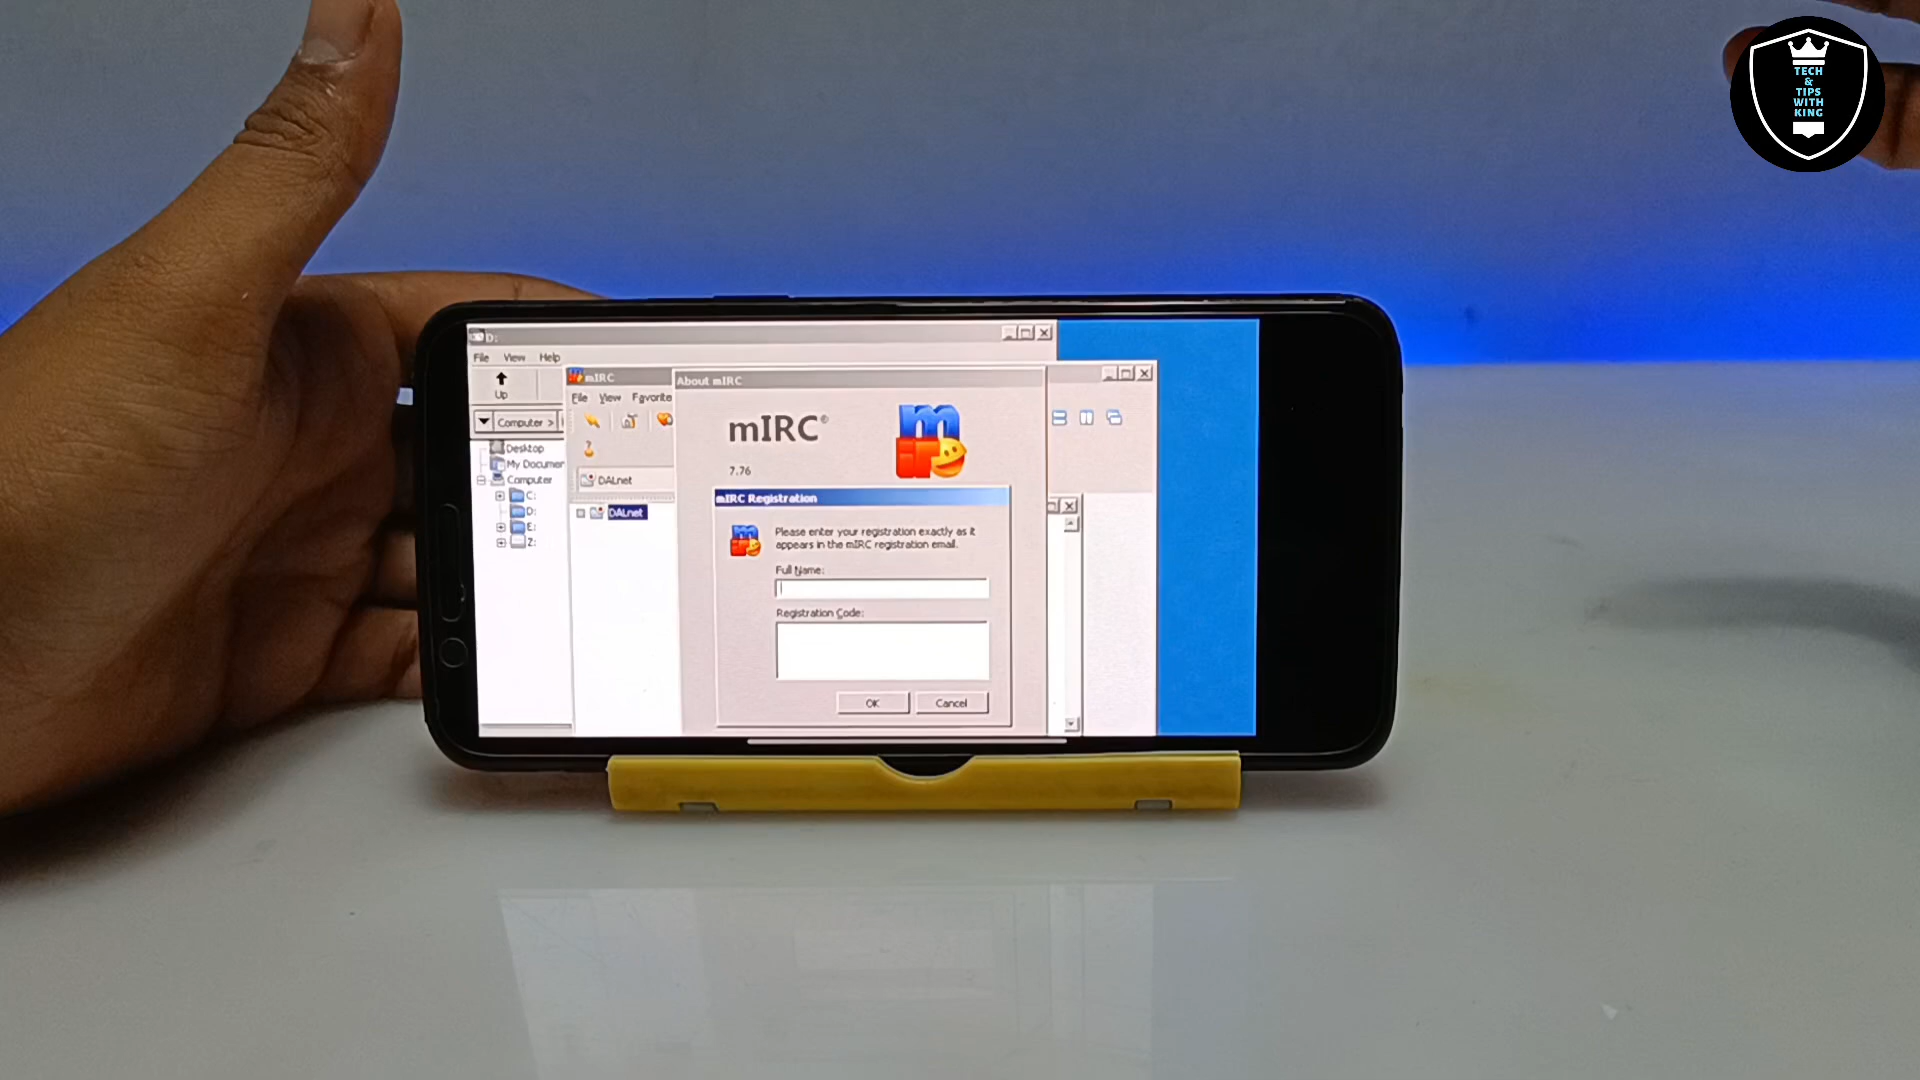 TECH
&
TIPS
WITH
KING
D:
File View Help
Up
Computer >
Desktop
My Documen
Computer
C:
D:
E:
Z:
mIRC
File View Favorite
DALnet
DALnet
About mIRC
mIRC®
7.76
mIRC Registration
Please enter your registration exactly as it
appears in the mIRC registration email.
Full Name:
Registration Code:
OK Cancel